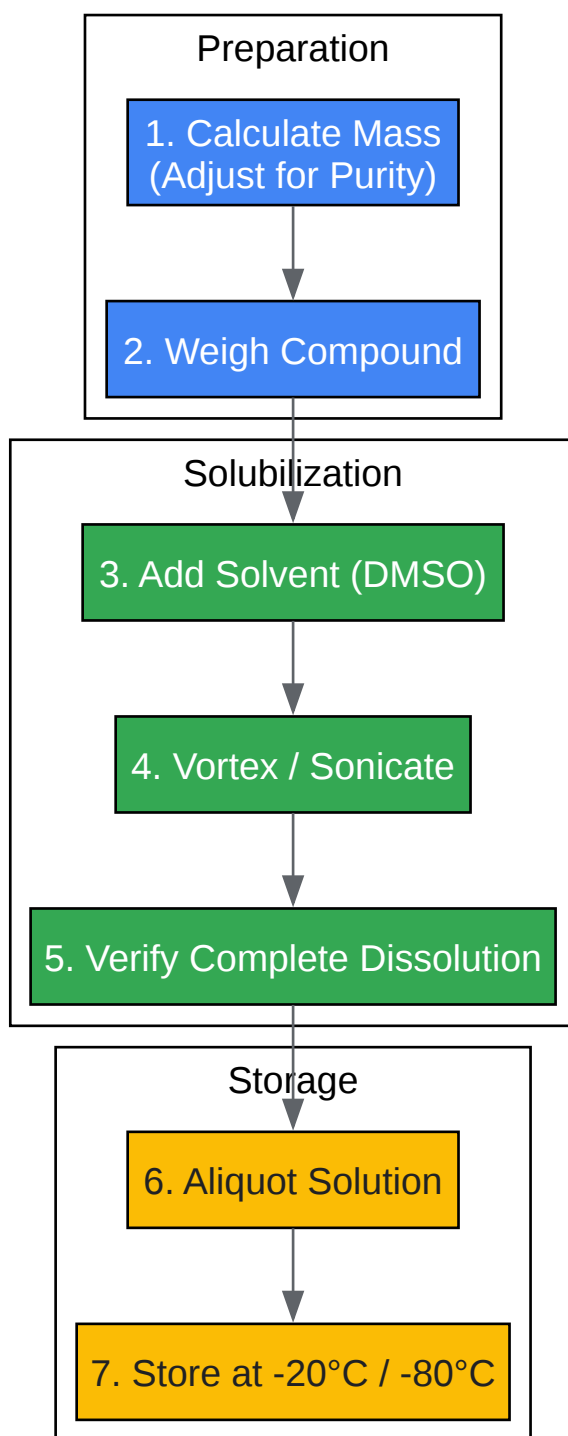 Preparation
1. Calculate Mass
(Adjust for Purity)
2. Weigh Compound
Solubilization
3. Add Solvent (DMSO)
4. Vortex / Sonicate
5. Verify Complete Dissolution
Storage
6. Aliquot Solution
7. Store at -20°C / -80°C